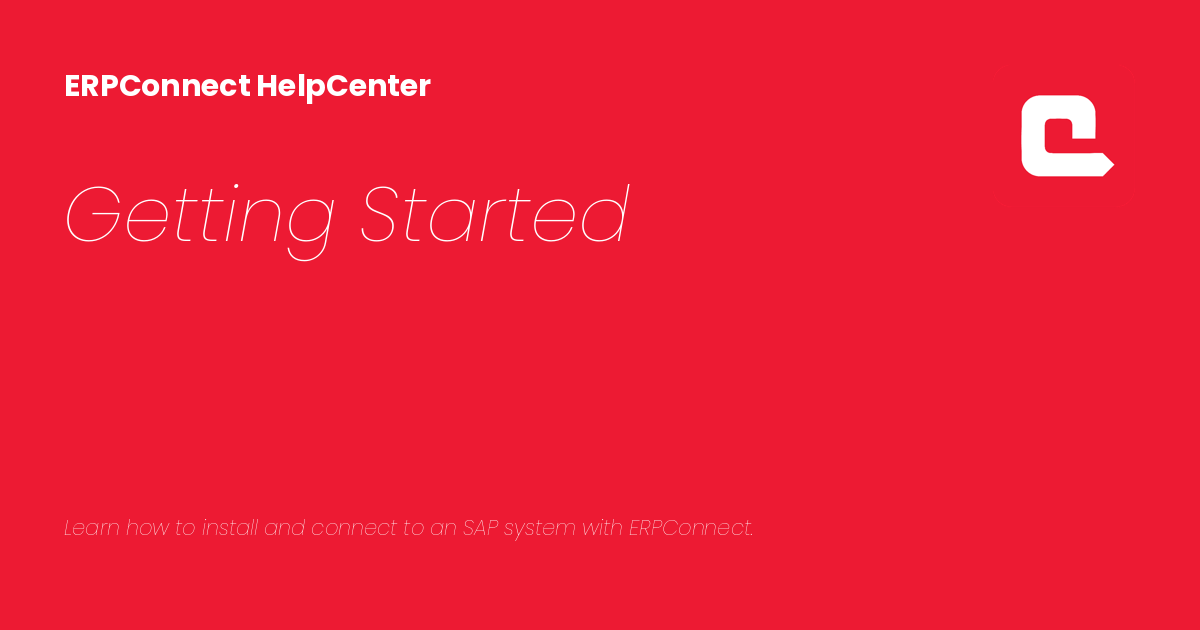 ERPConnect HelpCenter
Getting Started
Learn how to install and connect to an SAP system with ERPConnect.